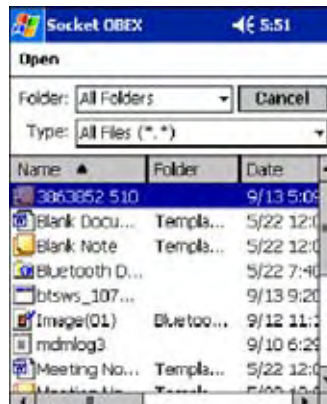 Socket OBEX 5:51
Open
Folder: All Folders Cancel
Type: All Files (*.*)
Name Folder Date
3863852 510 9/13 5:09
Blank Docu... Templa... 5/22 12:0
Blank Note Templa... 5/22 12:0
Bluetooth D... 5/22 7:40
btsws_107... 9/13 9:20
Image(01) Bluetoo... 9/12 11:
mdmlog3 9/10 6:29
Meeting No... Templa... 5/22 12:0